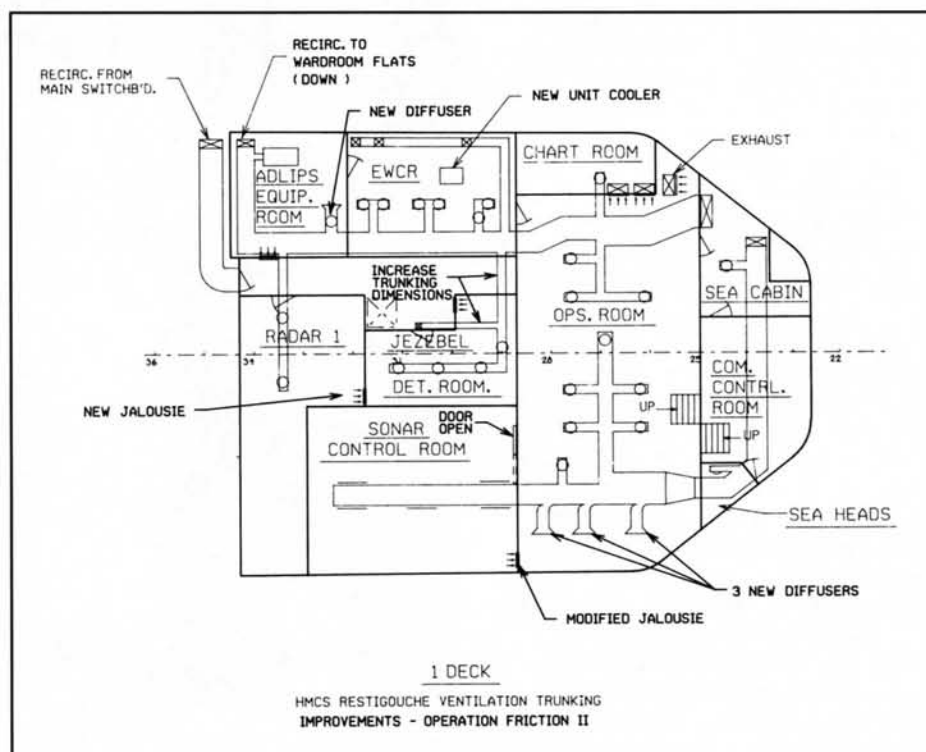 RECIRC. TO
WARDROOM FLATS
( DOWN )
RECIRC. FROM
MAIN SWITCHB'D.
NEW DIFFUSER
NEW UNIT COOLER
EXHAUST
CHART ROOM
ADLIPS
EQUIP.
ROOM
EWCR
INCREASE
TRUNKING
DIMENSIONS
SEA CABIN
OPS. ROOM
RADAR 1
JEZEBEL
DET. ROOM.
36
34
28
25
22
COM.
CONTRL.
ROOM
NEW JALOUSIE
UP
UP
DOOR
OPEN
SONAR
CONTROL ROOM
SEA HEADS
3 NEW DIFFUSERS
MODIFIED JALOUSIE
1 DECK
HMCS RESTIGOUCHE VENTILATION TRUNKING
IMPROVEMENTS - OPERATION FRICTION II